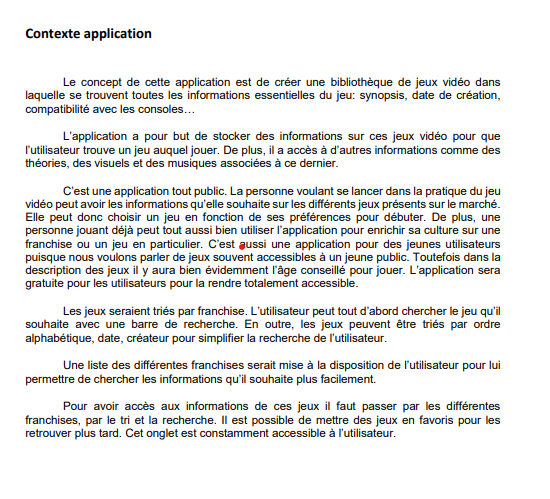 Contexte application
Le concept de cette application est de créer une bibliothèque de jeux vidéo dans
laquelle se trouvent toutes les informations essentielles du jeu: synopsis, date de création,
compatibilité avec les consoles…
L’application a pour but de stocker des informations sur ces jeux vidéo pour que
l’utilisateur trouve un jeu auquel jouer. De plus, il a accès à d’autres informations comme des
théories, des visuels et des musiques associées à ce dernier.
C’est une application tout public. La personne voulant se lancer dans la pratique du jeu
vidéo peut avoir les informations qu’elle souhaite sur les différents jeux présents sur le marché.
Elle peut donc choisir un jeu en fonction de ses préférences pour débuter. De plus, une
personne jouant déjà peut tout aussi bien utiliser l’application pour enrichir sa culture sur une
franchise ou un jeu en particulier. C’est aussi une application pour des jeunes utilisateurs
puisque nous voulons parler de jeux souvent accessibles à un jeune public. Toutefois dans la
description des jeux il y aura bien évidemment l’âge conseillé pour jouer. L’application sera
gratuite pour les utilisateurs pour la rendre totalement accessible.
Les jeux seraient triés par franchise. L’utilisateur peut tout d’abord chercher le jeu qu’il
souhaite avec une barre de recherche. En outre, les jeux peuvent être triés par ordre
alphabétique, date, créateur pour simplifier la recherche de l’utilisateur.
Une liste des différentes franchises serait mise à la disposition de l’utilisateur pour lui
permettre de chercher les informations qu’il souhaite plus facilement.
Pour avoir accès aux informations de ces jeux il faut passer par les différentes
franchises, par le tri et la recherche. Il est possible de mettre des jeux en favoris pour les
retrouver plus tard. Cet onglet est constamment accessible à l’utilisateur.